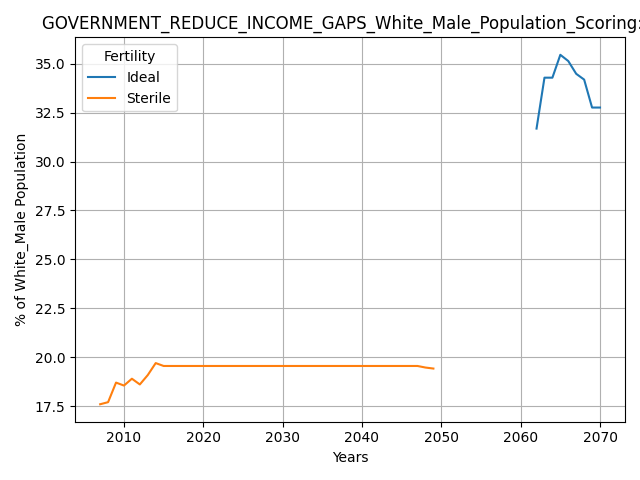 GOVERNMENT_REDUCE_INCOME_GAPS_White_Male_Population_Scoring:
Fertility
Ideal
Sterile
35.0
32.5
30.0
27.5
25.0
22.5
20.0
17.5
% of White_Male Population
2010 2020 2030 2040 2050 2060 2070
Years